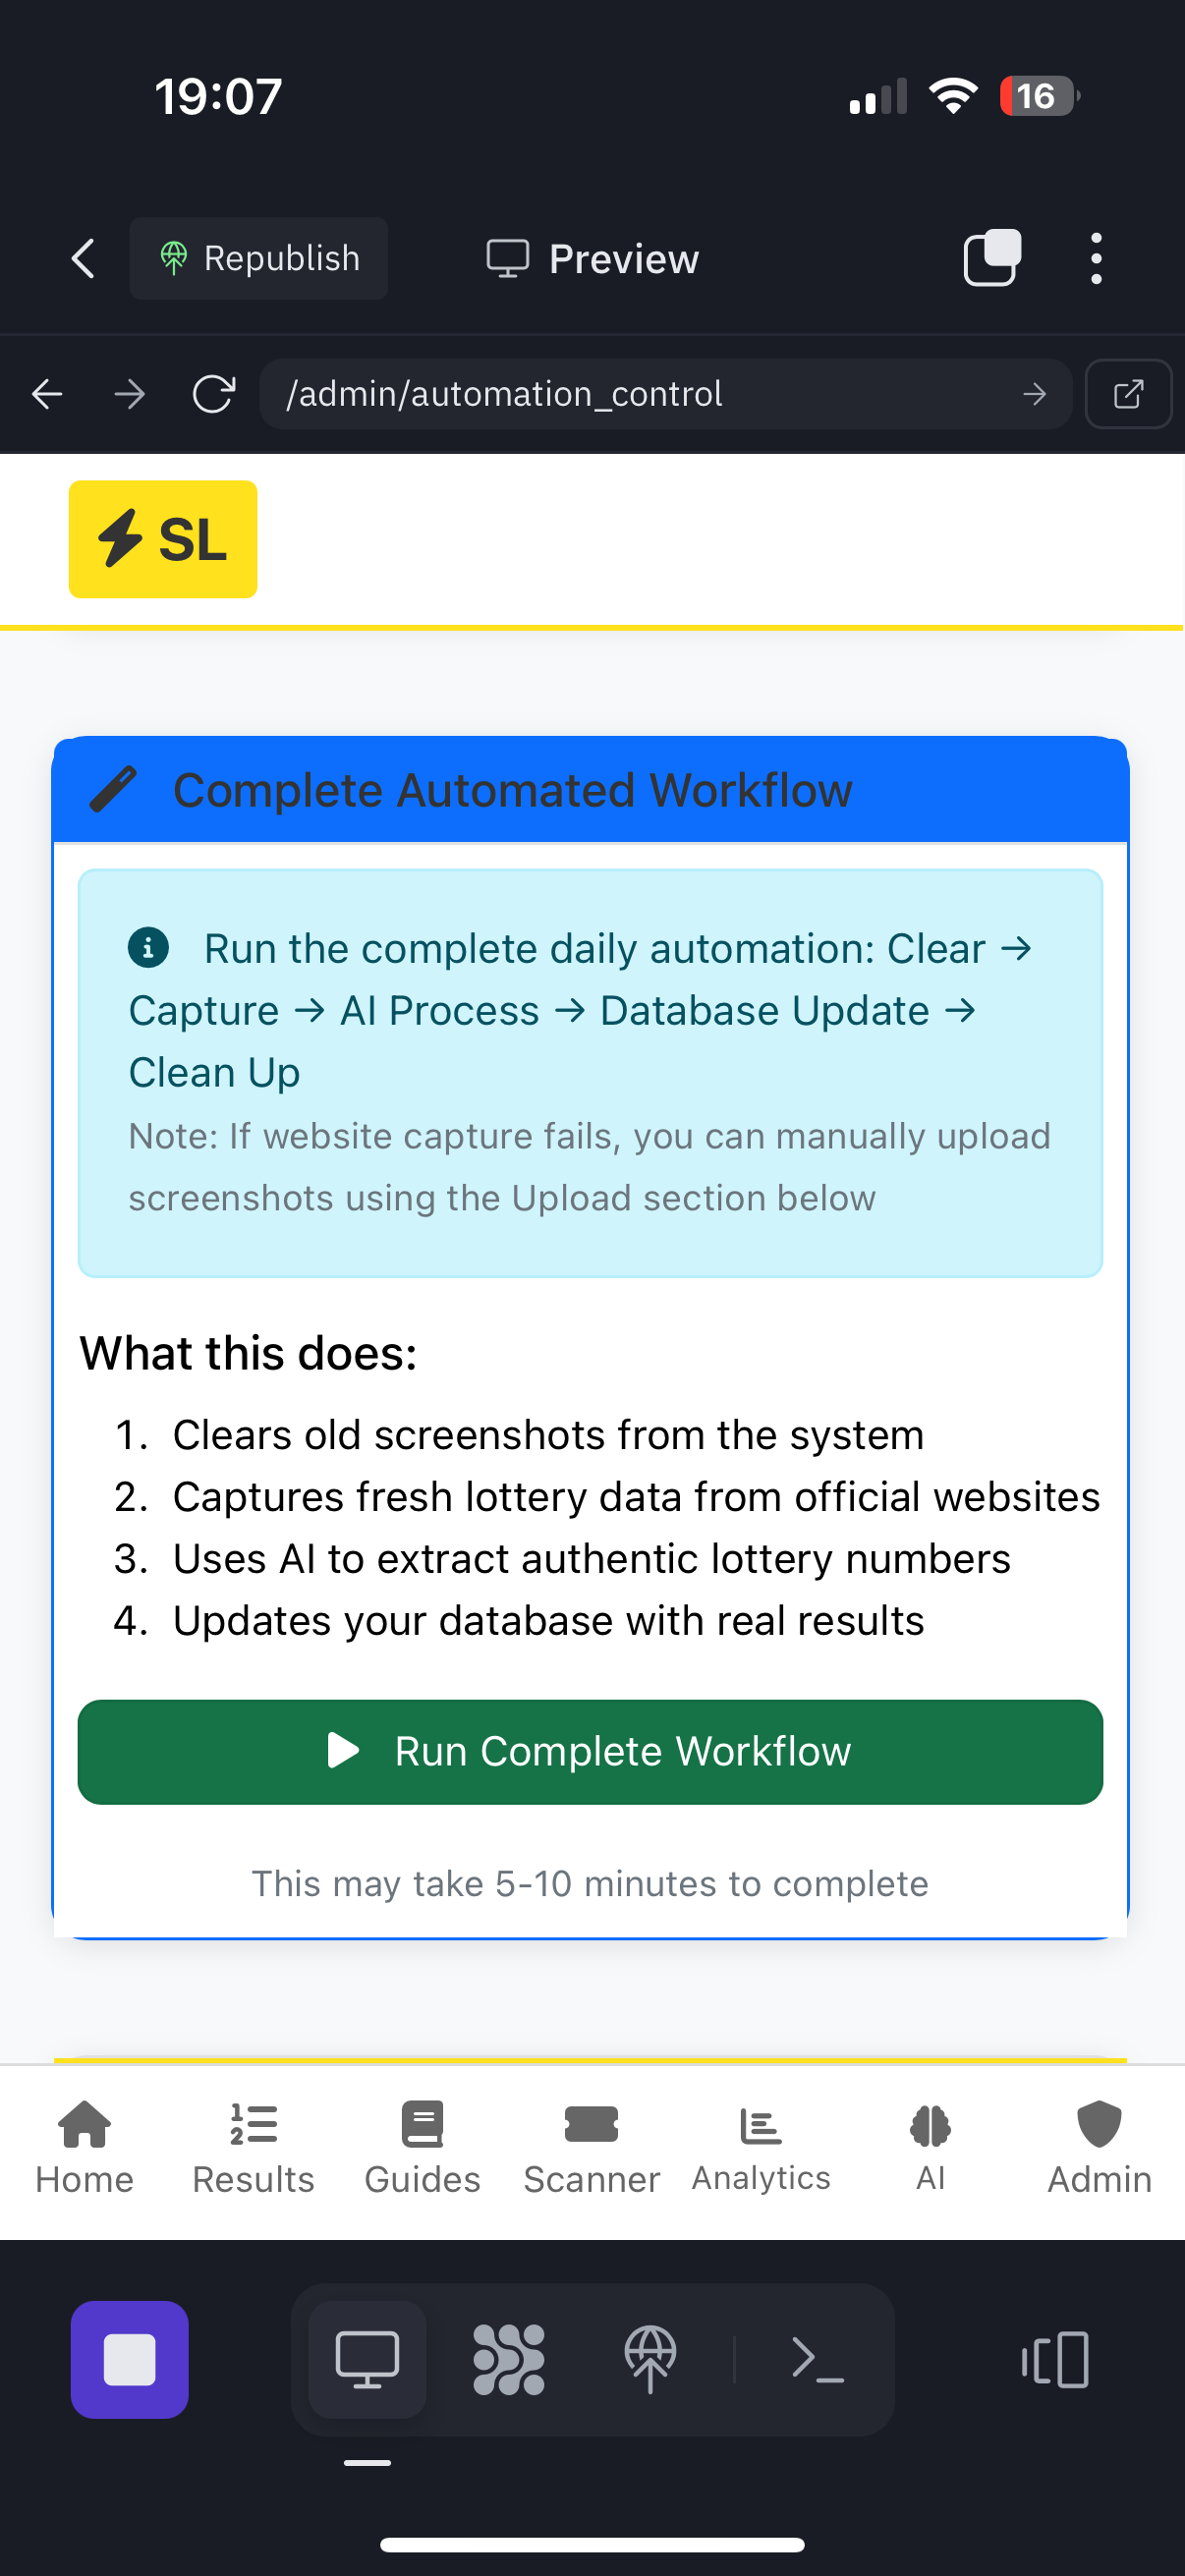 19:07
16
Republish
Preview
/admin/automation_control
SL
Complete Automated Workflow
Run the complete daily automation: Clear →
Capture → AI Process → Database Update →
Clean Up
Note: If website capture fails, you can manually upload
screenshots using the Upload section below
What this does:
1. Clears old screenshots from the system
2. Captures fresh lottery data from official websites
3. Uses AI to extract authentic lottery numbers
4. Updates your database with real results
Run Complete Workflow
This may take 5-10 minutes to complete
Home Results Guides Scanner Analytics AI Admin